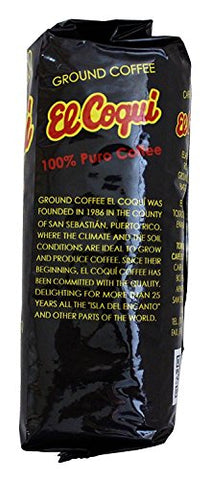 GROUND COFFEE
El Coqui
100% Puro Coffee
GROUND COFFEE EL COQUÍ WAS
FOUNDED IN 1986 IN THE COUNTY
OF SAN SEBASTIÁN, PUERTO RICO,
WHERE THE CLIMATE AND THE SOIL
CONDITIONS ARE IDEAL TO GROW
AND PRODUCE COFFEE. SINCE THEIR
BEGINNING, EL COQUÍ COFFEE HAS
BEEN COMMITTED WITH THE QUALITY,
DELIGHTING FOR MORE THAN 25
YEARS ALL THE "ISLA DEL ENCANTO"
AND OTHER PARTS OF THE WORLD.